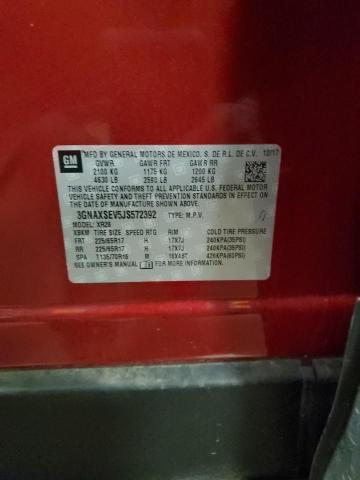 GM
MFD BY GENERAL MOTORS DE MEXICO, S. DE R.L. DE C.V. 10/17
GVWR GAWR FRT GAWR RR
2100 KG 1175 KG 1200 KG
4630 LB 2590 LB 2645 LB
THIS VEHICLE CONFORMS TO ALL APPLICABLE U.S. FEDERAL MOTOR
VEHICLE SAFETY, BUMPER, AND THEFT PREVENTION STANDARDS IN EFFECT
ON THE DATE OF MANUFACTURE SHOWN ABOVE.
3GNAXSEV5JS572392 TYPE: M.P.V.
MODEL: XR26
XBKM TIRE SIZE SPEED RTG RIM COLD TIRE PRESSURE
FRT 225/65R17 H 17X7J 240KPA(35PSI)
RR 225/65R17 H 17X7J 240KPA(35PSI)
SPA T135/70R16 M 16X4BT 420KPA(60PSI)
SEE OWNER'S MANUAL FOR MORE INFORMATION.